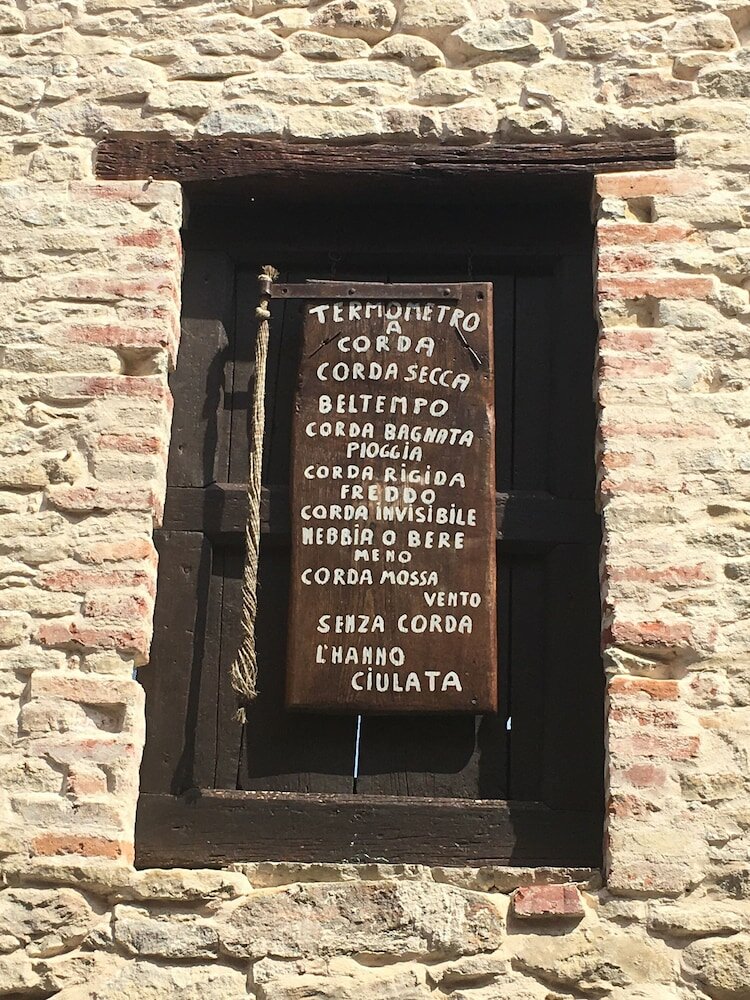 TERMOMETRO
A
CORDA
CORDA SECCA
BELTEMPO
CORDA BAGNATA
PIOGGIA
CORDA RIGIDA
FREDDO
CORDA INVISIBILE
NEBBIA O BERE
MENO
CORDA MOSSA
VENTO
SENZA CORDA
L'HANNO
CIULATA